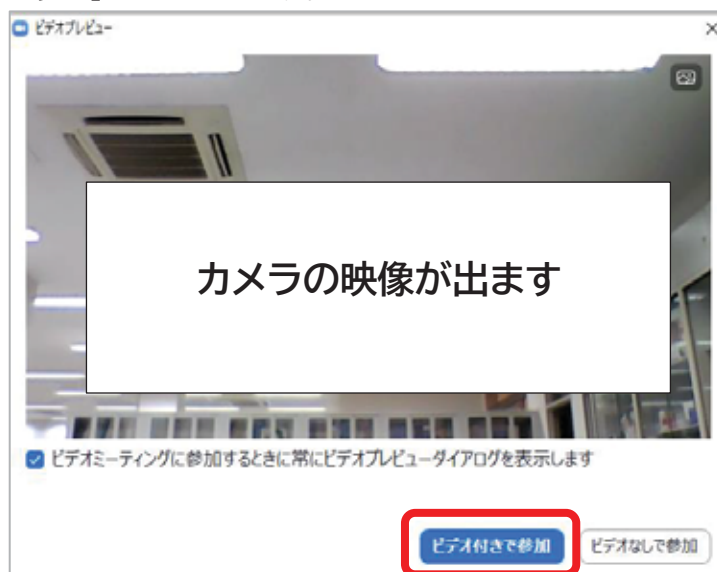 ビデオプレビュー
カメラの映像が出ます
ビデオミーティングに参加するときに常にビデオプレビューダイアログを表示します
ビデオ付きで参加
ビデオなしで参加